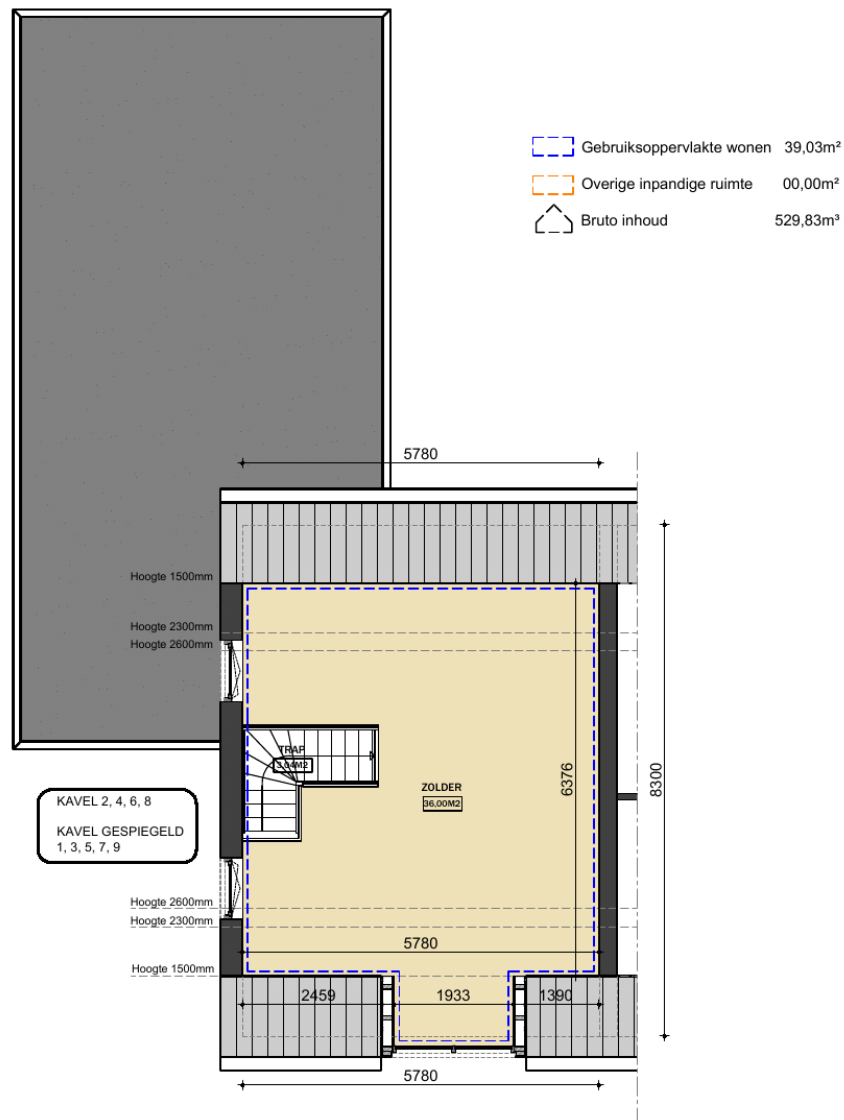 Gebruiksoppervlakte wonen 39,03m²
Overige inpandige ruimte 00,00m²
Bruto inhoud 529,83m³
5780
Hoogte 1500mm
Hoogte 2300mm
Hoogte 2600mm
TRAP
3,04M2
ZOLDER
36,00M2
6376
8300
KAVEL 2, 4, 6, 8
KAVEL GESPIEGELD
1, 3, 5, 7, 9
Hoogte 2600mm
Hoogte 2300mm
5780
Hoogte 1500mm
2459 1933 1390
5780